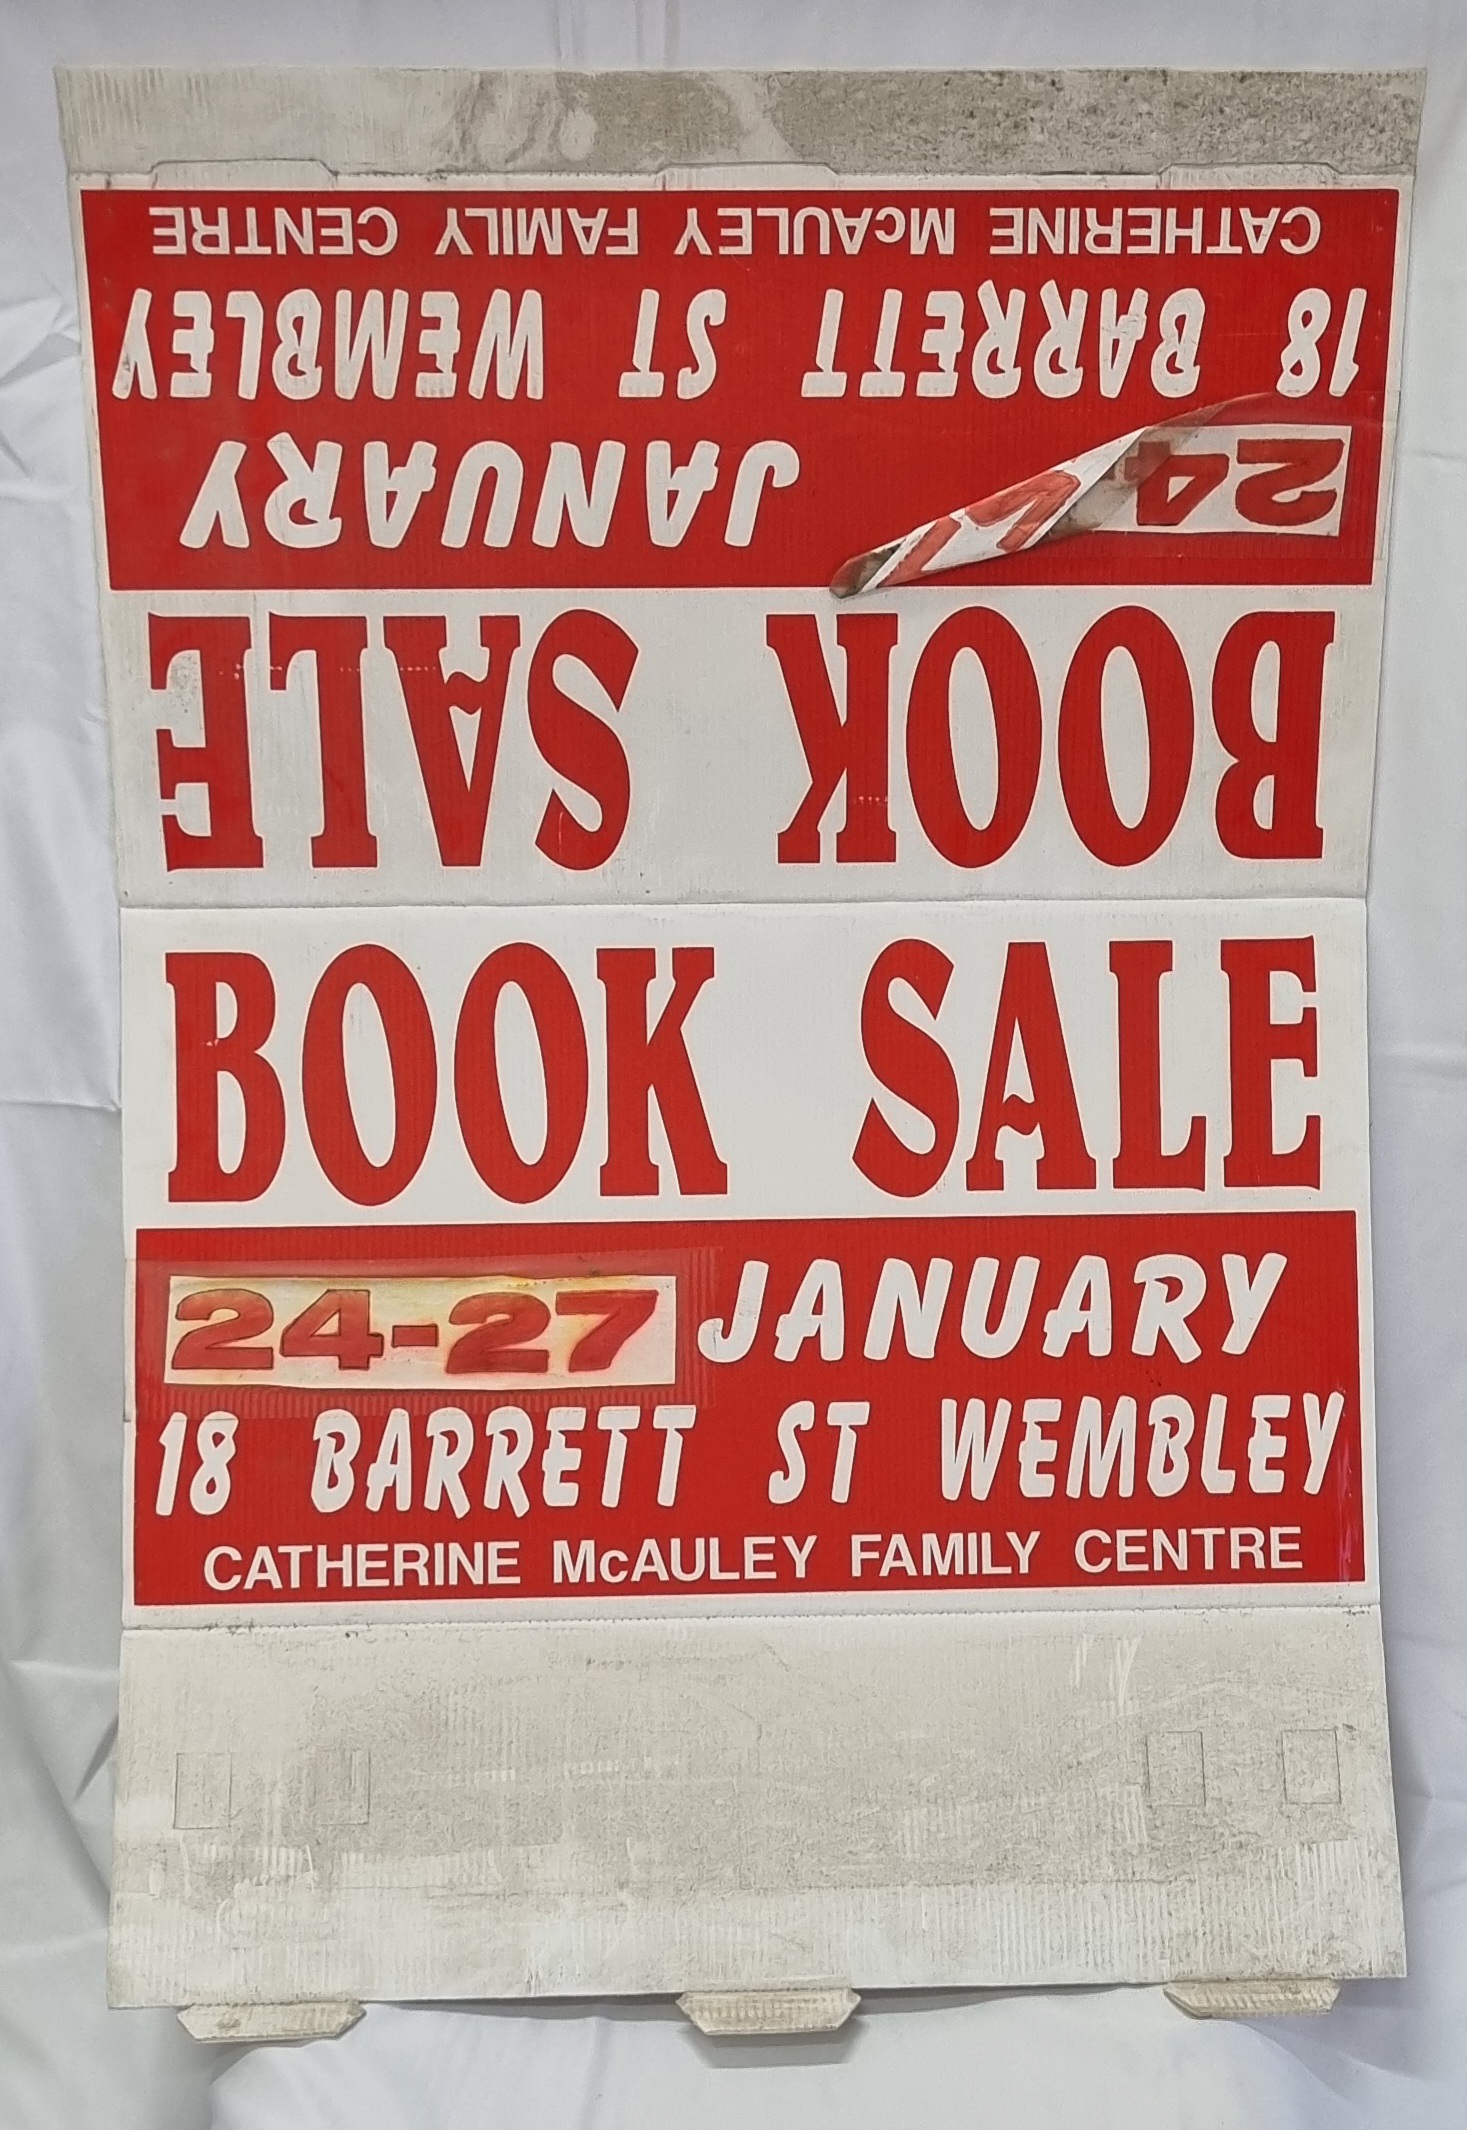 BOOK SALE
24- JANUARY
18 BARRETT ST WEMBLEY
CATHERINE McAULEY FAMILY CENTRE
BOOK SALE
24-27 JANUARY
18 BARRETT ST WEMBLEY
CATHERINE McAULEY FAMILY CENTRE